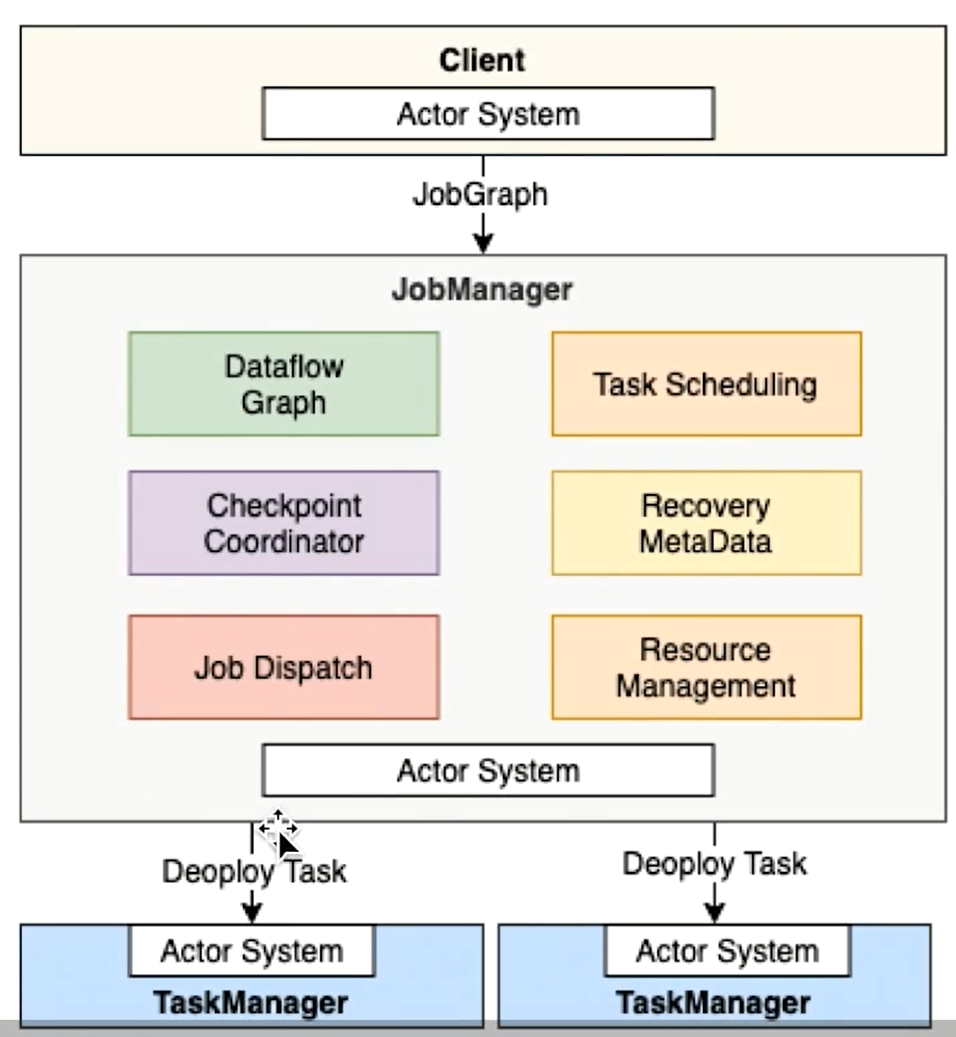 Client
Actor System
JobGraph
JobManager
Dataflow
Graph
Task Scheduling
Checkpoint
Coordinator
Recovery
MetaData
Job Dispatch
Resource
Management
Actor System
Deoploy Task
Deoploy Task
Actor System
TaskManager
Actor System
TaskManager